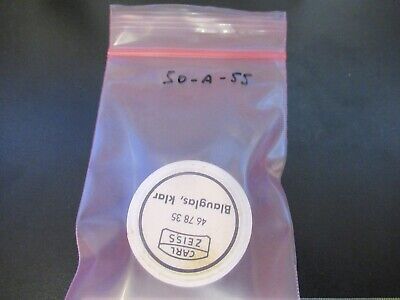 50-A-55
CARL
ZEISS
46 78 35
Blauglas, klar